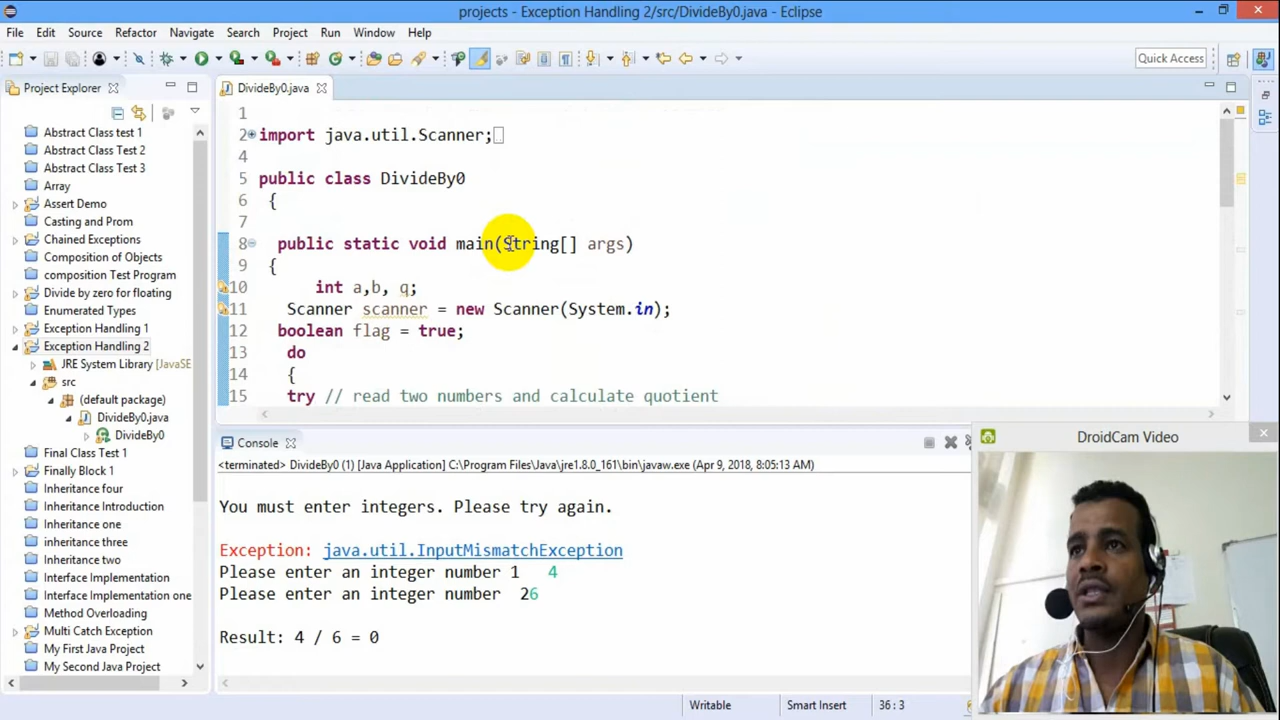 projects - Exception Handling 2/src/DivideBy0.java - Eclipse
File Edit Source Refactor Navigate Search Project Run Window Help
Quick Access
Project Explorer
Abstract Class test 1
Abstract Class Test 2
Abstract Class Test 3
Array
Assert Demo
Casting and Prom
Chained Exceptions
Composition of Objects
composition Test
Divide by zero for floating
Enumerated Types
Exception Handling 1
Exception Handling 2
JRE System Library [JavaSE
src
(default package)
DivideBy0.java
DivideBy0
Final Class Test 1
Finally Block 1
Inheritance four
Inheritance Introduction
Inheritance one
inheritance three
Inheritance two
Interface Implementation
Interface Implementation one
Method Overloading
Multi Catch Exception
My First Java Project
My Second Java Project
DivideBy0.java
1
2 import java.util.Scanner;
4
5 public class DivideBy0
6 {
7
8 public static void main(String[] args)
9 {
10 int a,b, q;
11 Scanner scanner = new Scanner(System.in);
12 boolean flag = true;
13 do
14 {
15 try // read two numbers and calculate quotient
Console
<terminated> DivideBy0 (1) [Java Application] C:\Program Files\Java\jre1.8.0_161\bin\javaw.exe (Apr 9, 2018, 8:05:13 AM)
You must enter integers. Please try again.
Exception: java.util.InputMismatchException
Please enter an integer number 1 4
Please enter an integer number 26
Result: 4 / 6 = 0
DroidCam Video
Writable Smart Insert 36 : 3